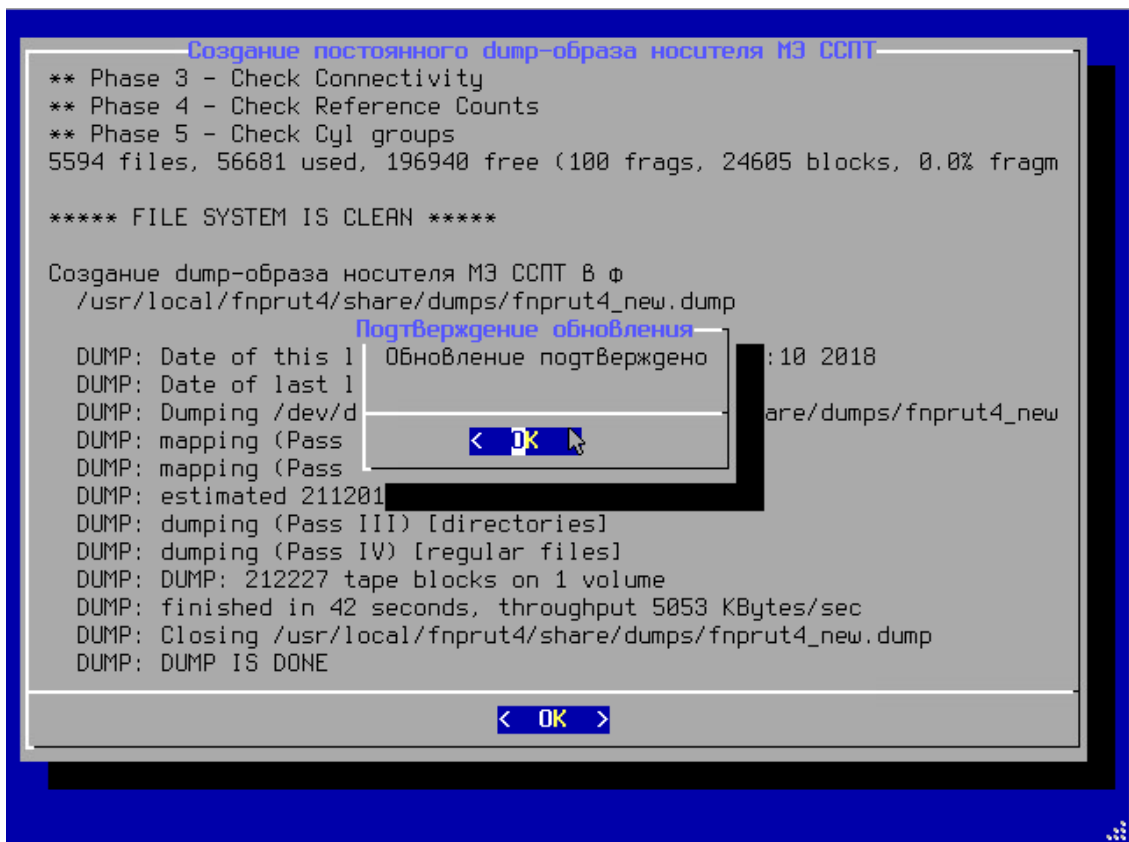 Создание постоянного dump-образа носителя МЭ ССПТ
** Phase 3 - Check Connectivity
** Phase 4 - Check Reference Counts
** Phase 5 - Check Cyl groups
5594 files, 56681 used, 196940 free (100 frags, 24605 blocks, 0.0% fragm
***** FILE SYSTEM IS CLEAN *****
Создание dump-образа носителя МЭ ССПТ в ф
/usr/local/fnprut4/share/dumps/fnprut4_new.dump
Подтверждение обновления
DUMP: Date of this l Обновление подтверждено :10 2018
DUMP: Date of last l
DUMP: Dumping /dev/d are/dumps/fnprut4_new
DUMP: mapping (Pass < OK
DUMP: mapping (Pass
DUMP: estimated 211201
DUMP: dumping (Pass III) [directories]
DUMP: dumping (Pass IV) [regular files]
DUMP: DUMP: 212227 tape blocks on 1 volume
DUMP: finished in 42 seconds, throughput 5053 KBytes/sec
DUMP: Closing /usr/local/fnprut4/share/dumps/fnprut4_new.dump
DUMP: DUMP IS DONE
< OK >